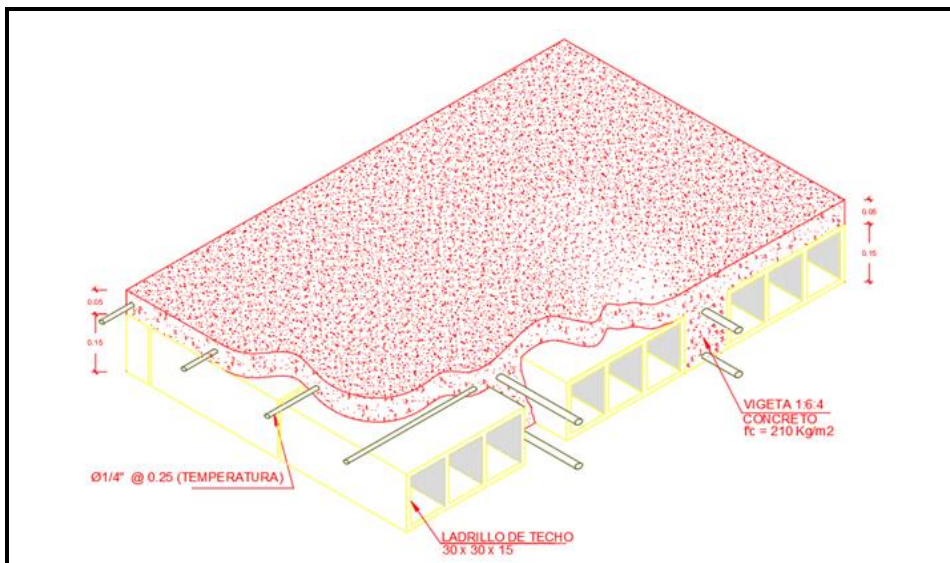 0.05
0.15
0.05
0.15
VIGETA 1:6:4
CONCRETO
f'c = 210 Kg/m2
Ø1/4" @ 0.25 (TEMPERATURA)
LADRILLO DE TECHO
30 x 30 x 15